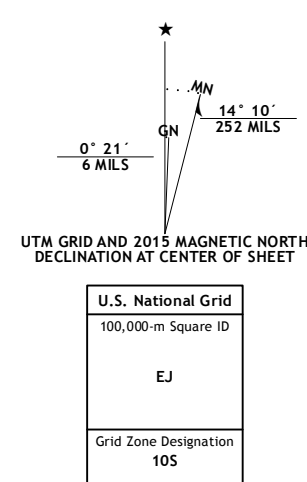 MN
GN
14° 10´
252 MILS
0° 21´
6 MILS
UTM GRID AND 2015 MAGNETIC NORTH
DECLINATION AT CENTER OF SHEET
U.S. National Grid
100,000-m Square ID
EJ
Grid Zone Designation
10S